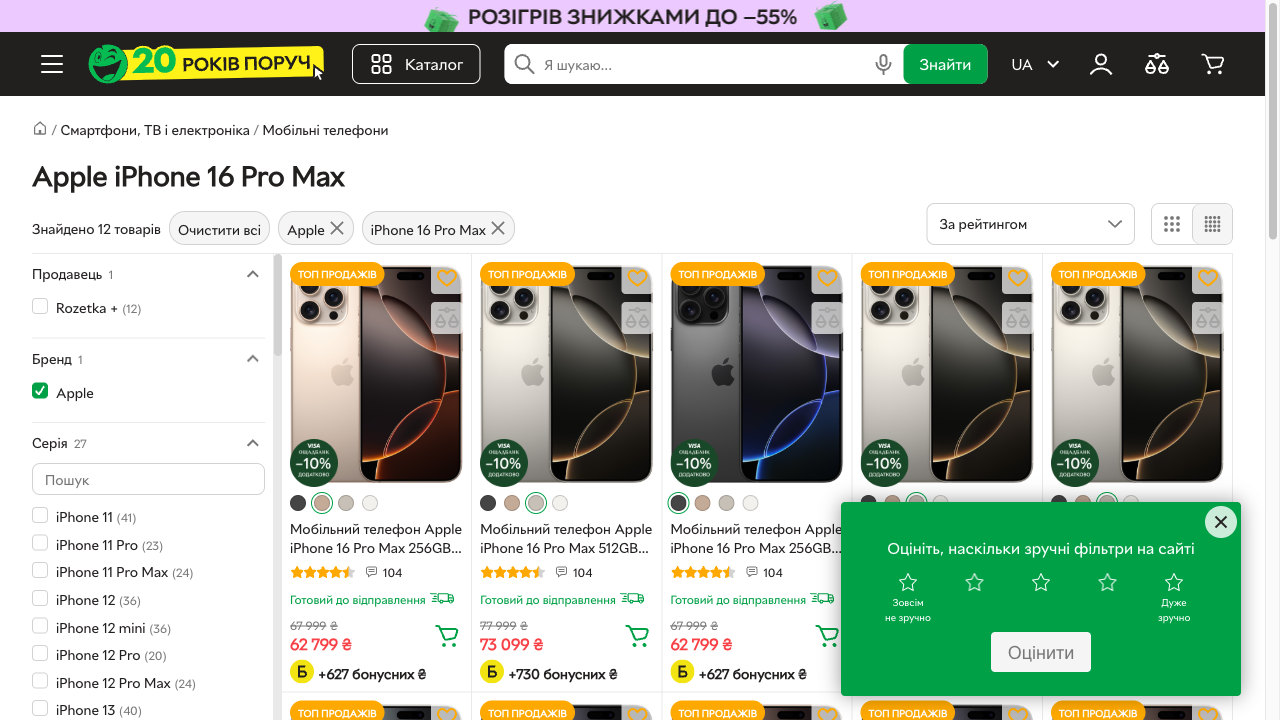 РОЗІГРІВ ЗНИЖКАМИ ДО –55%
20 РОКІВ ПОРУЧ
Каталог
Я шукаю...
Знайти
UA
/ Смартфони, ТВ і електроніка / Мобільні телефони
Apple iPhone 16 Pro Max
Знайдено 12 товарів
Очистити всі
Apple
iPhone 16 Pro Max
За рейтингом
Продавець 1
Rozetka + (12)
Бренд 1
Apple
Серія 27
Пошук
iPhone 11 (41)
iPhone 11 Pro (23)
iPhone 11 Pro Max (24)
iPhone 12 (36)
iPhone 12 mini (36)
iPhone 12 Pro (20)
iPhone 12 Pro Max (24)
iPhone 13 (40)
ТОП ПРОДАЖІВ
VISA
ОЩАДБАНК
–10%
ДОДАТКОВО
Мобільний телефон Apple
iPhone 16 Pro Max 256GB...
104
Готовий до відправлення
67 999 ₴
62 799 ₴
Б +627 бонусних ₴
ТОП ПРОДАЖІВ
VISA
ОЩАДБАНК
–10%
ДОДАТКОВО
Мобільний телефон Apple
iPhone 16 Pro Max 512GB...
104
Готовий до відправлення
77 999 ₴
73 099 ₴
Б +730 бонусних ₴
ТОП ПРОДАЖІВ
VISA
ОЩАДБАНК
–10%
ДОДАТКОВО
Мобільний телефон Apple
iPhone 16 Pro Max 256GB...
104
Готовий до відправлення
67 999 ₴
62 799 ₴
Б +627 бонусних ₴
ТОП ПРОДАЖІВ
VISA
ОЩАДБАНК
–10%
ДОДАТКОВО
ТОП ПРОДАЖІВ
VISA
ОЩАДБАНК
–10%
ДОДАТКОВО
Оцініть, наскільки зручні фільтри на сайті
Зовсім
не зручно
Дуже
зручно
Оцінити
ТОП ПРОДАЖІВ
ТОП ПРОДАЖІВ
ТОП ПРОДАЖІВ
ТОП ПРОДАЖІВ
ТОП ПРОДАЖІВ